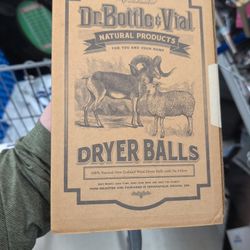 Dr. Bottle & Vial
NATURAL PRODUCTS
FOR YOU AND YOUR HOME
DRYER BALLS
100% Natural New Zealand Wool Dryer Balls with No Fillers